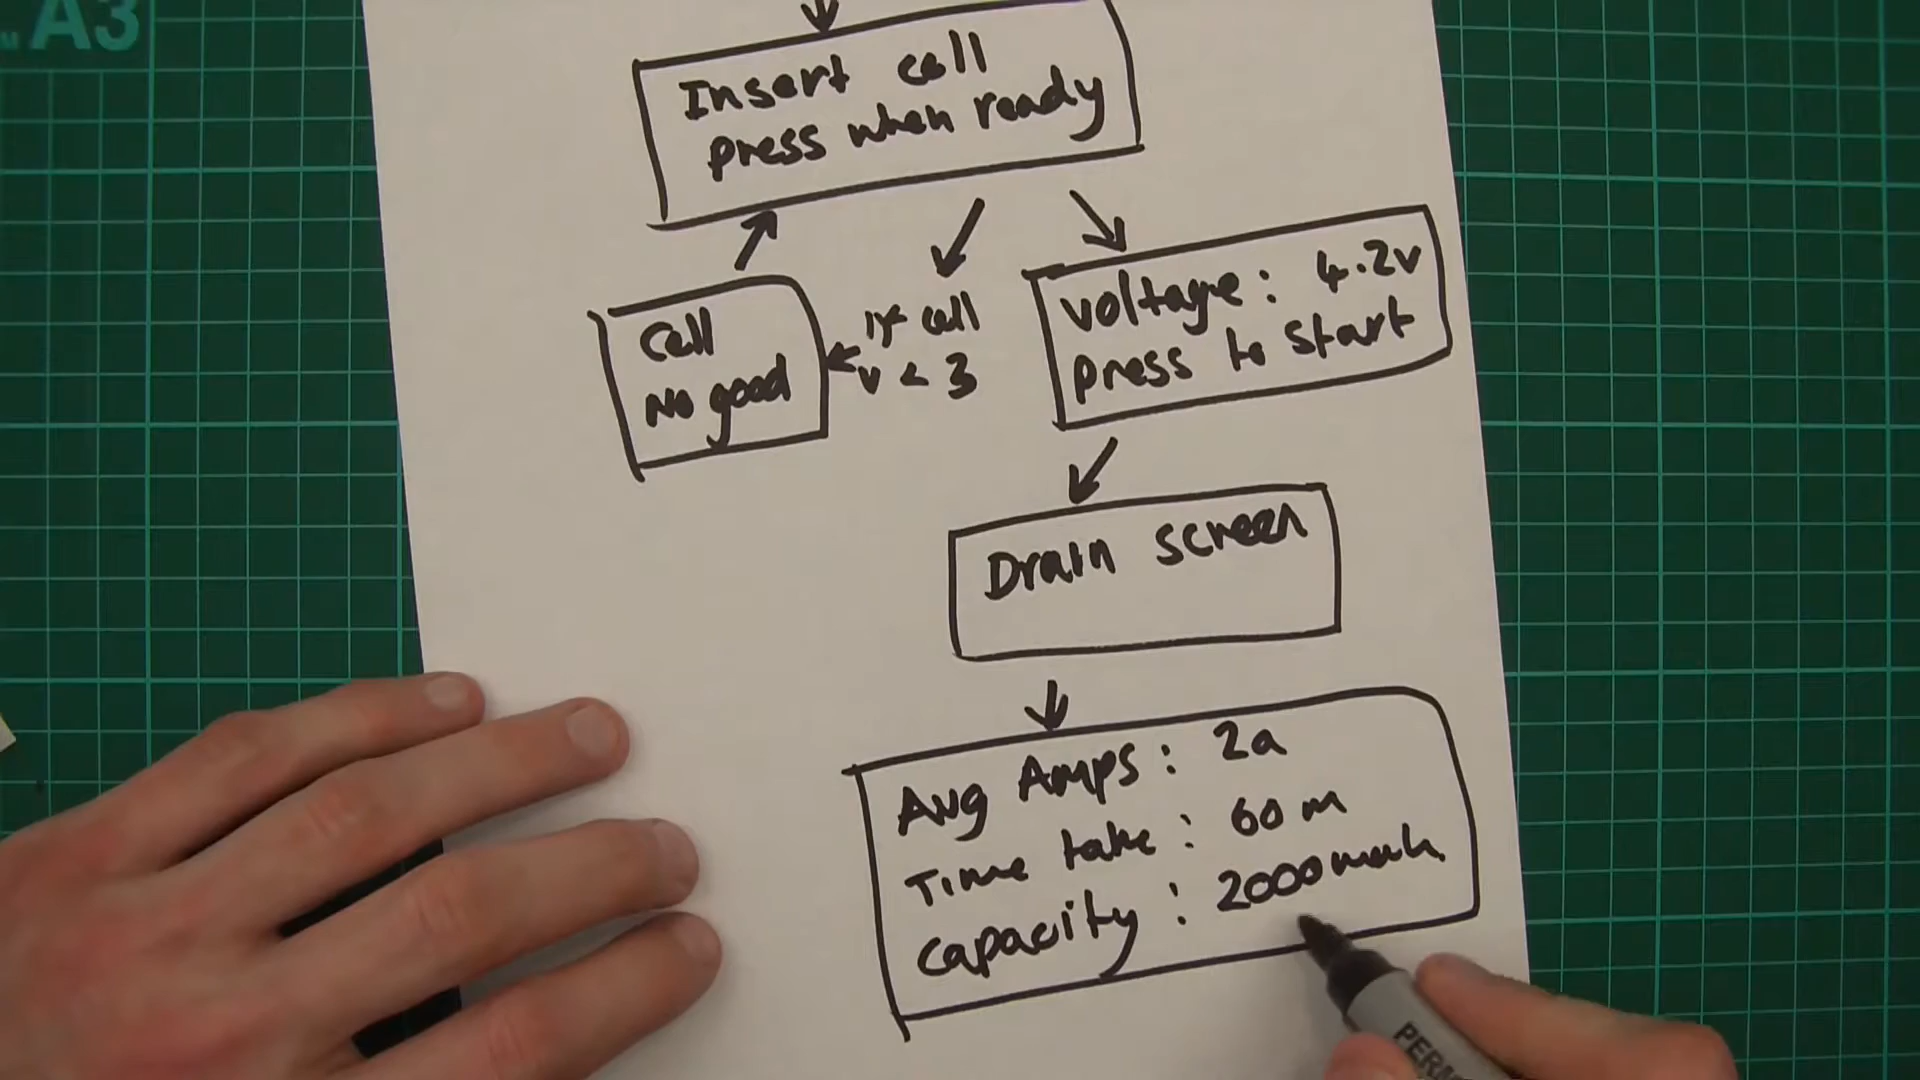 A3
Insert cell
press when ready
if cell
v < 3
Cell
No good
Voltage: 4.2v
press to start
Drain screen
Avg Amps: 2a
Time take: 60 m
Capacity: 2000 mah
PERM